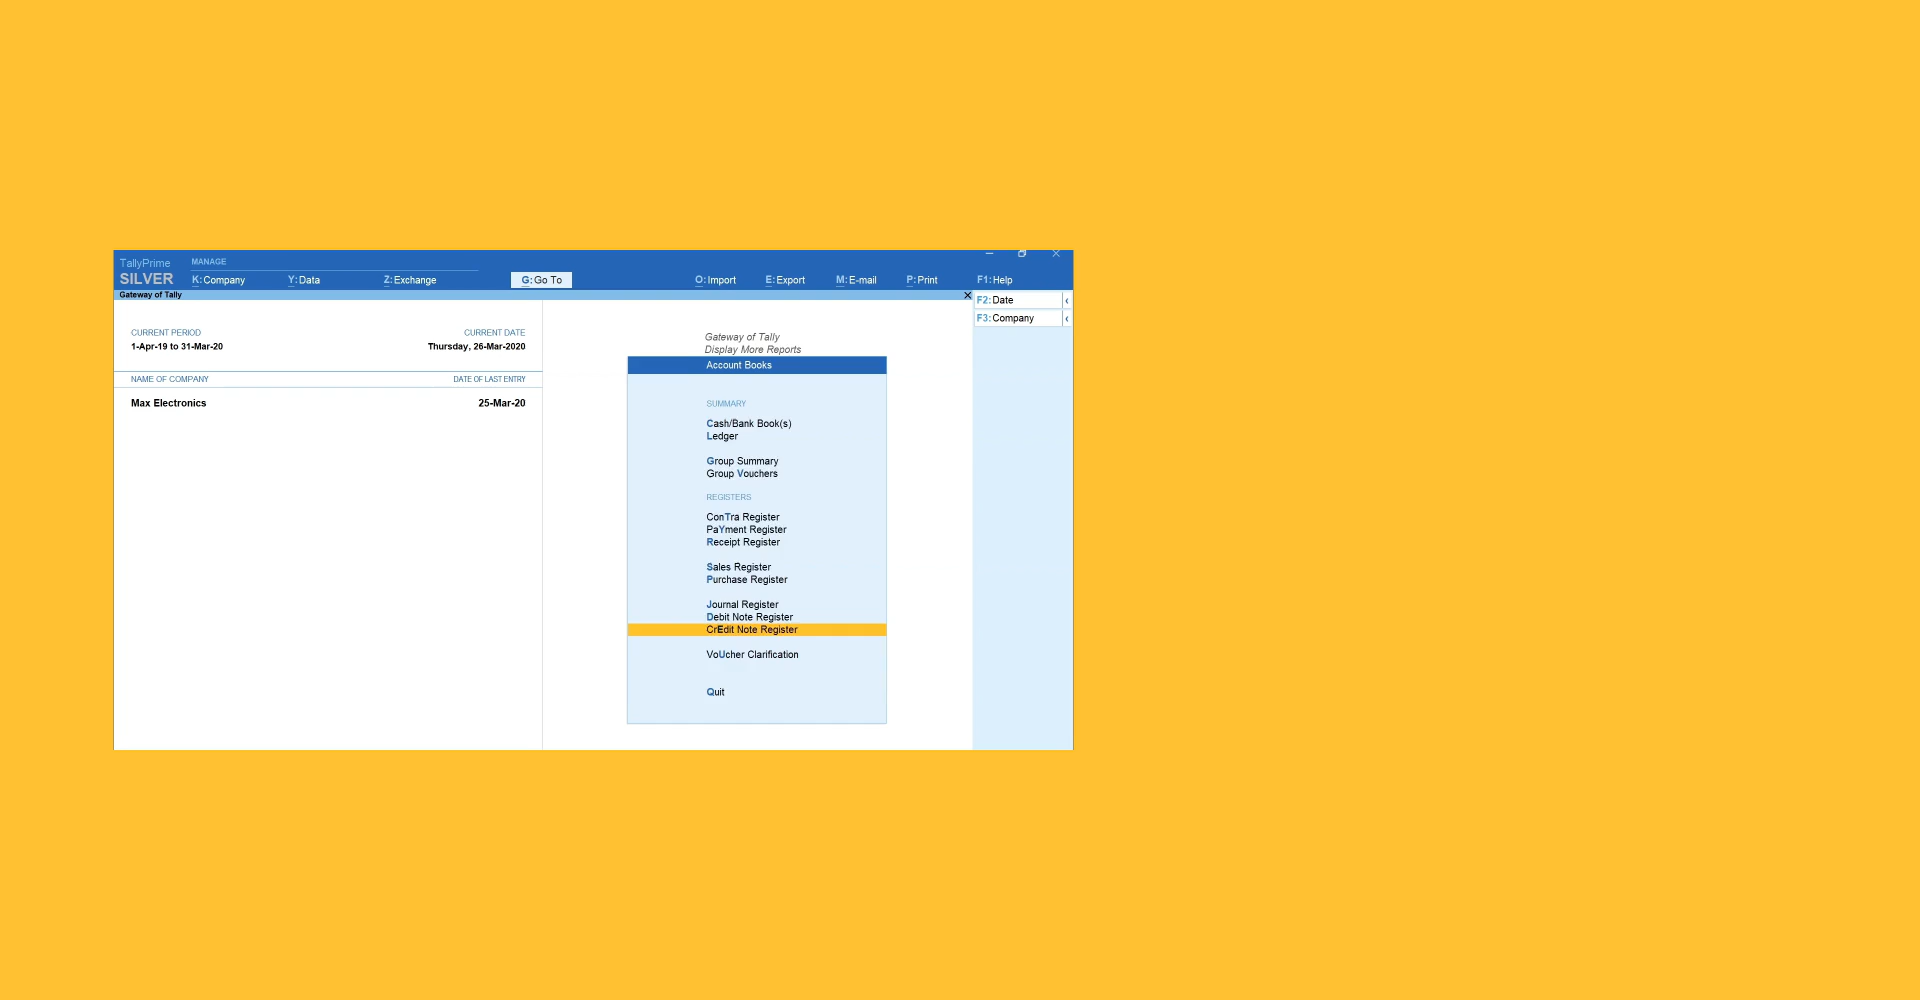 TallyPrime
MANAGE
SILVER
K:Company
Y:Data
Z:Exchange
G:Go To
O:Import
E:Export
M:E-mail
P:Print
F1:Help
Gateway of Tally
F2:Date
F3:Company
CURRENT PERIOD
CURRENT DATE
1-Apr-19 to 31-Mar-20
Thursday, 26-Mar-2020
NAME OF COMPANY
DATE OF LAST ENTRY
Max Electronics
25-Mar-20
Gateway of Tally
Display More Reports
Account Books
SUMMARY
Cash/Bank Book(s)
Ledger
Group Summary
Group Vouchers
REGISTERS
ConTra Register
PaYment Register
Receipt Register
Sales Register
Purchase Register
Journal Register
Debit Note Register
CrEdit Note Register
VoUcher Clarification
Quit